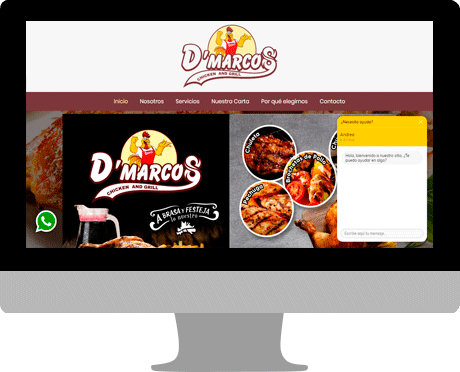 D'MARCOS
CHICKEN AND GRILL
Inicio Nosotros Servicios Nuestra Carta Por qué elegirnos Contacto
D'MARCOS
CHICKEN AND GRILL
A BRASA Y FESTEJA
lo nuestro
Chuleta
Brochetas de Pollo
Pechuga
¿Necesita ayuda?
Andrea
Hola!, bienvenido a nuestro sitio, ¿Te
puedo ayudar en algo?
Escribe aquí tu mensaje...